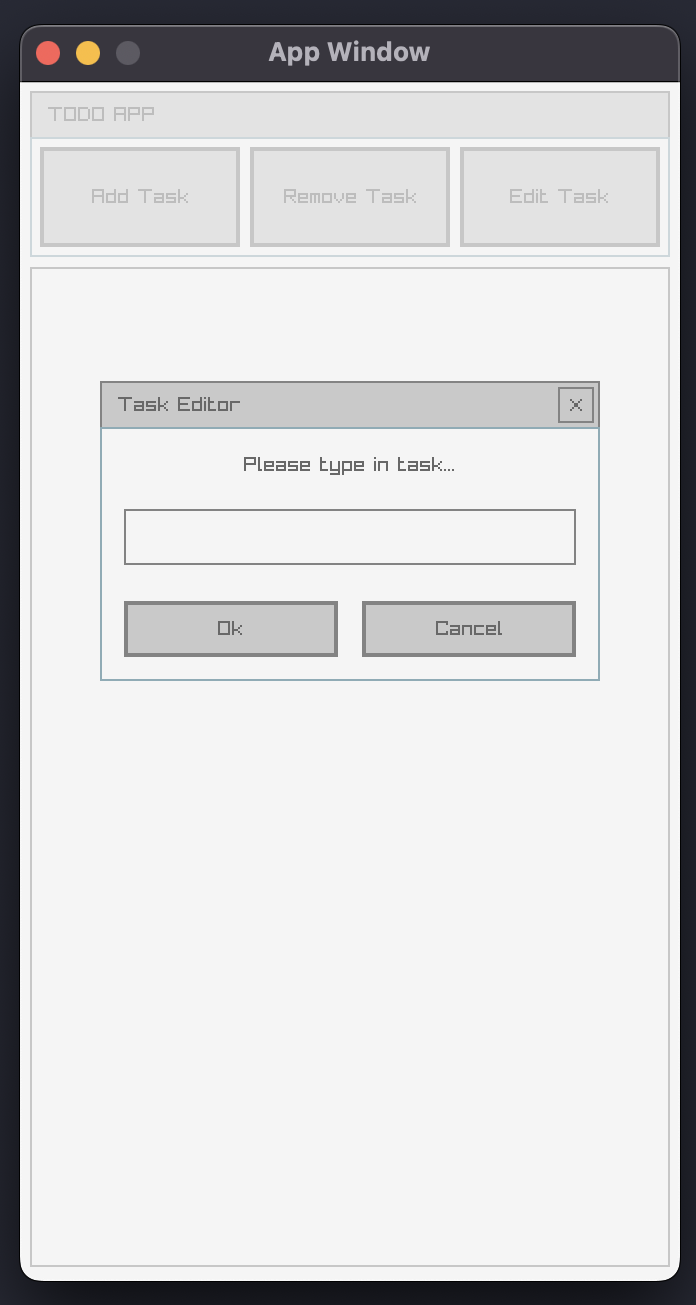 App Window
TODO APP
Add Task
Remove Task
Edit Task
Task Editor
Please type in task...
Ok
Cancel